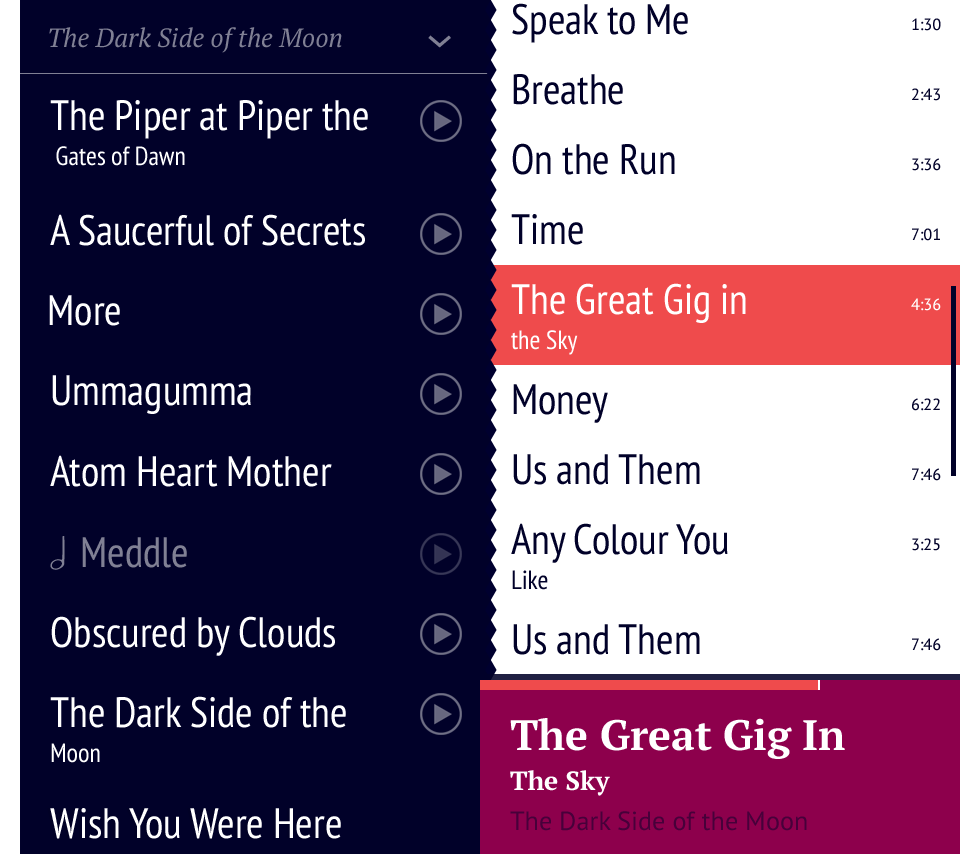 The Dark Side of the Moon
The Piper at Piper the
Gates of Dawn
A Saucerful of Secrets
More
Ummagumma
Atom Heart Mother
Meddle
Obscured by Clouds
The Dark Side of the
Moon
Wish You Were Here
Speak to Me 1:30
Breathe 2:43
On the Run 3:36
Time 7:01
The Great Gig in 4:36
the Sky
Money 6:22
Us and Them 7:46
Any Colour You 3:25
Like
Us and Them 7:46
The Great Gig In
The Sky
The Dark Side of the Moon